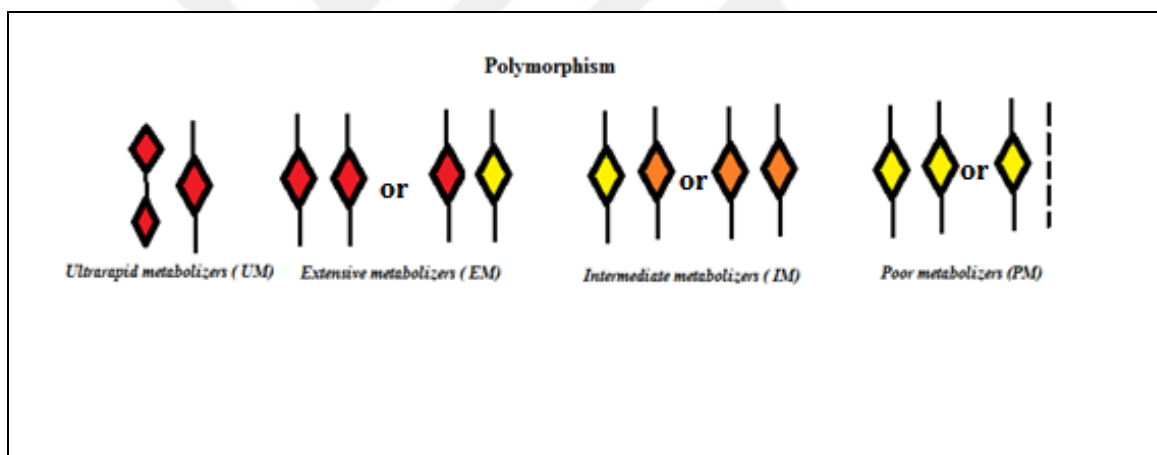 Polymorphism
or
or
or
Ultrarapid metabolizers ( UM)
Extensive metabolizers ( EM)
Intermediate metabolizers ( IM)
Poor metabolizers (PM)